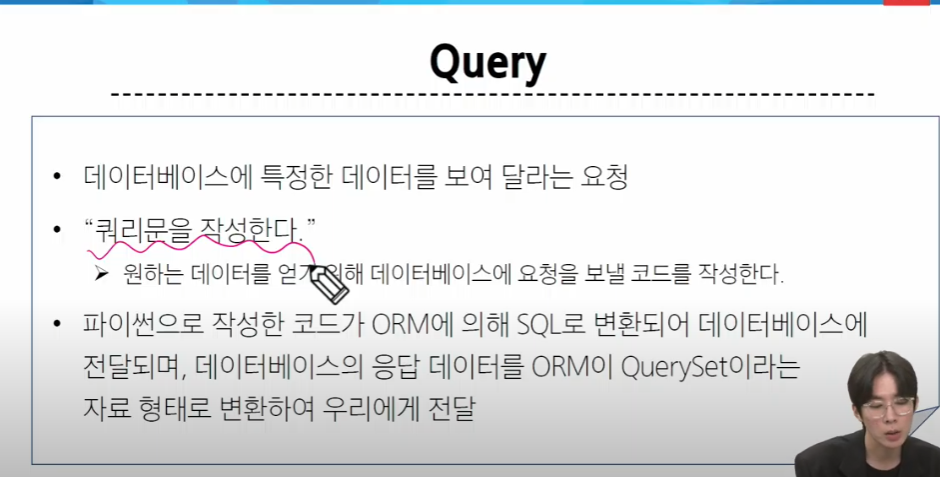 Query
• 데이터베이스에 특정한 데이터를 보여 달라는 요청
• “쿼리문을 작성한다.”
➤ 원하는 데이터를 얻기 위해 데이터베이스에 요청을 보낼 코드를 작성한다.
• 파이썬으로 작성한 코드가 ORM에 의해 SQL로 변환되어 데이터베이스에
전달되며, 데이터베이스의 응답 데이터를 ORM이 QuerySet이라는
자료 형태로 변환하여 우리에게 전달